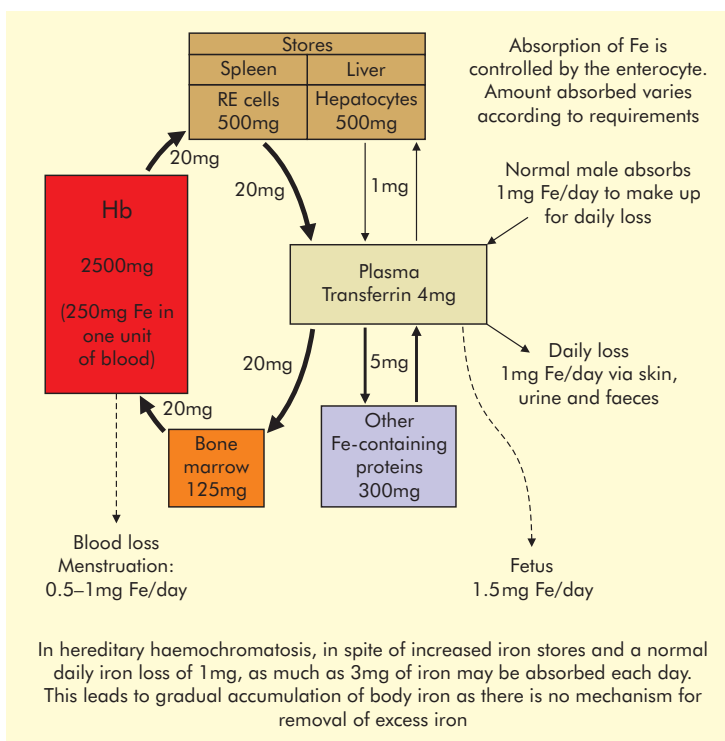 Stores
Spleen
Liver
RE cells
500mg
Hepatocytes
500mg
Absorption of Fe is
controlled by the enterocyte.
Amount absorbed varies
according to requirements
20mg
20mg
1mg
Normal male absorbs
1mg Fe/day to make up
for daily loss
Hb
2500mg
(250mg Fe in
one unit
of blood)
Plasma
Transferrin 4mg
20mg
5mg
Daily loss
1mg Fe/day via skin,
urine and faeces
20mg
Bone
marrow
125mg
Other
Fe-containing
proteins
300mg
Blood loss
Menstruation:
0.5–1mg Fe/day
Fetus
1.5mg Fe/day
In hereditary haemochromatosis, in spite of increased iron stores and a normal
daily iron loss of 1mg, as much as 3mg of iron may be absorbed each day.
This leads to gradual accumulation of body iron as there is no mechanism for
removal of excess iron